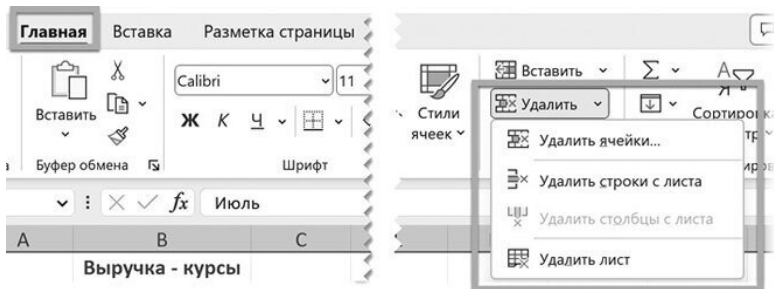 Главная Вставка Разметка страницы
Calibri 11
Вставить
Ж К Ч
Буфер обмена Шрифт
fx Июль
A B C
Выручка - курсы
Вставить
Удалить
Стили
ячеек
Сортировка
Удалить ячейки...
Удалить строки с листа
Удалить столбцы с листа
Удалить лист